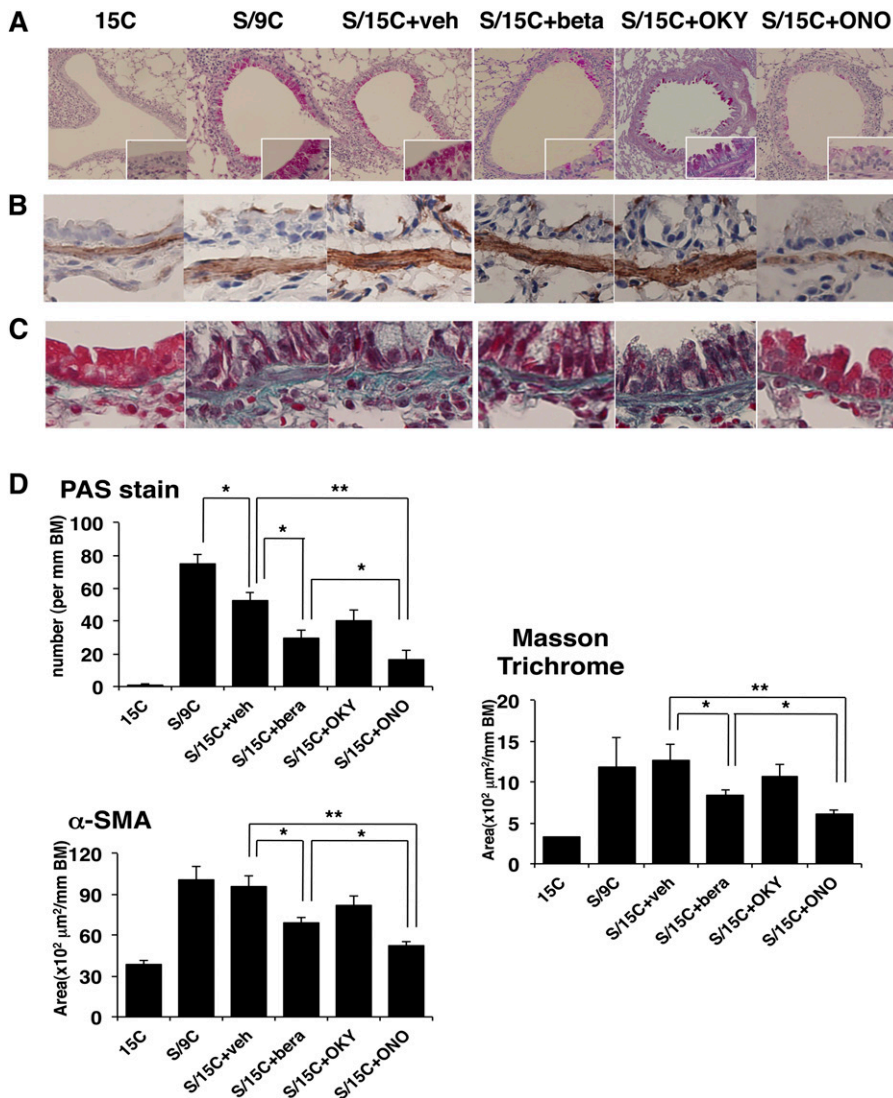 A
15C S/9C S/15C+veh S/15C+beta S/15C+OKY S/15C+ONO
B
C
D
PAS stain
* **
*
*
100
80
60
40
20
0
number (per mm BM)
15C
S/9C
S/15C+veh
S/15C+bera
S/15C+OKY
S/15C+ONO
Masson
Trichrome
**
* *
20
15
10
5
0
Area(x10² μm²/mm BM)
15C
S/9C
S/15C+veh
S/15C+bera
S/15C+OKY
S/15C+ONO
α-SMA
**
* *
120
90
60
30
0
Area(x10² μm²/mm BM)
15C
S/9C
S/15C+veh
S/15C+bera
S/15C+OKY
S/15C+ONO